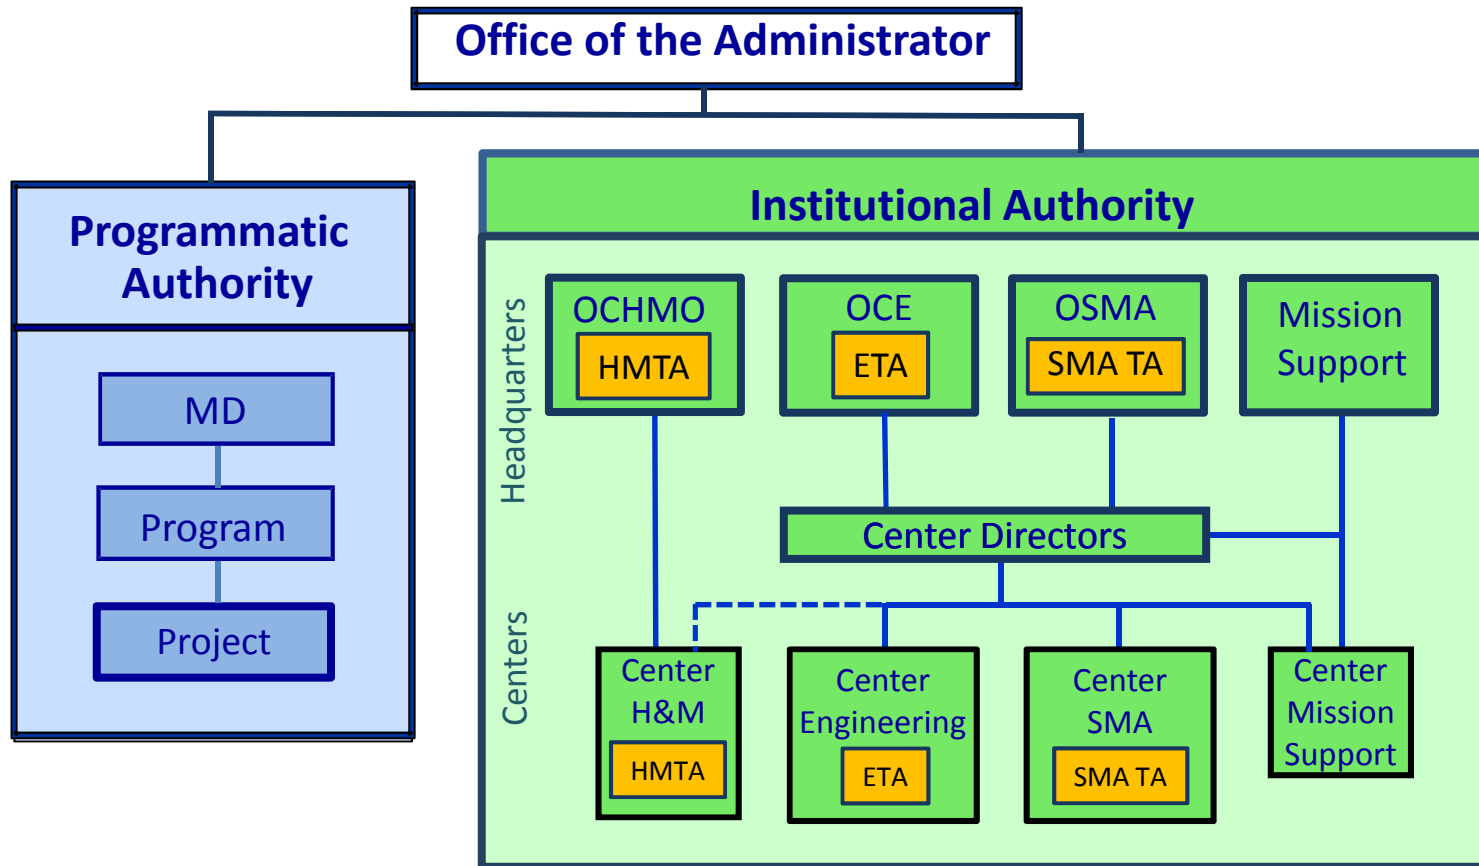 Office of the Administrator
Programmatic
Authority
MD
Program
Project
Institutional Authority
Headquarters
OCHMO
HMTA
OCE
ETA
OSMA
SMA TA
Mission
Support
Center Directors
Centers
Center
H&M
HMTA
Center
Engineering
ETA
Center
SMA
SMA TA
Center
Mission
Support